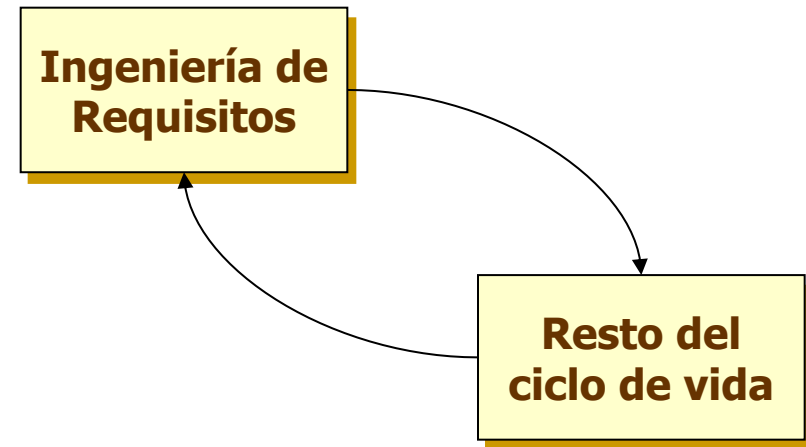 Ingeniería de
Requisitos
Resto del
ciclo de vida